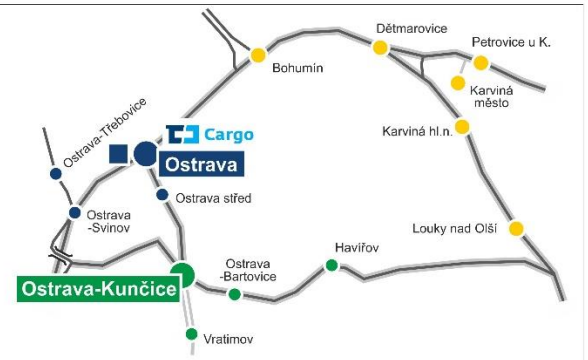 Dětmarovice
Petrovice u K.
Bohumín
Karviná
město
Ostrava-Třebovice
Cargo
Karviná hl.n.
Ostrava
Ostrava střed
Ostrava
-Svinov
Louky nad Olší
Haviřov
Ostrava
-Bartovice
Ostrava-Kunčice
Vratimov